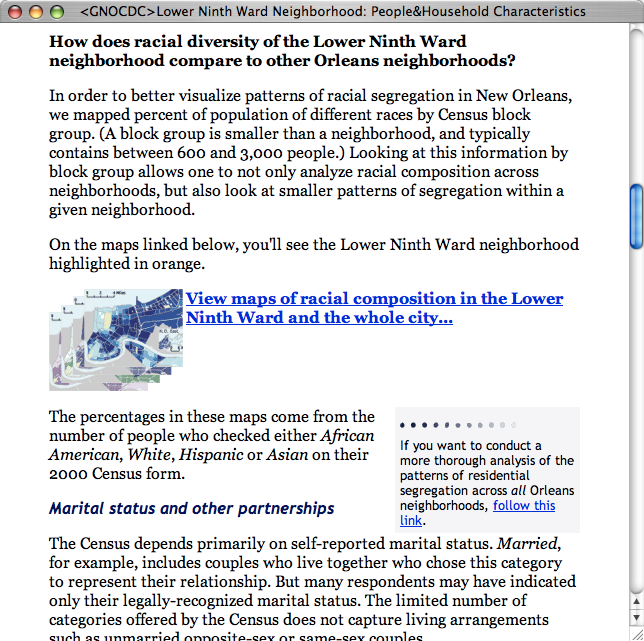 <GNOCDC>Lower Ninth Ward Neighborhood: People&Household Characteristics
How does racial diversity of the Lower Ninth Ward
neighborhood compare to other Orleans neighborhoods?
In order to better visualize patterns of racial segregation in New Orleans,
we mapped percent of population of different races by Census block
group. (A block group is smaller than a neighborhood, and typically
contains between 600 and 3,000 people.) Looking at this information by
block group allows one to not only analyze racial composition across
neighborhoods, but also look at smaller patterns of segregation within a
given neighborhood.
On the maps linked below, you'll see the Lower Ninth Ward neighborhood
highlighted in orange.
View maps of racial composition in the Lower
Ninth Ward and the whole city...
The percentages in these maps come from the
number of people who checked either African
American, White, Hispanic or Asian on their
2000 Census form.
If you want to conduct a
more thorough analysis of the
patterns of residential
segregation across all Orleans
neighborhoods, follow this
link.
Marital status and other partnerships
The Census depends primarily on self-reported marital status. Married,
for example, includes couples who live together who chose this category
to represent their relationship. But many respondents may have indicated
only their legally-recognized marital status. The limited number of
categories offered by the Census does not capture living arrangements
such as unmarried opposite-sex or same-sex couples